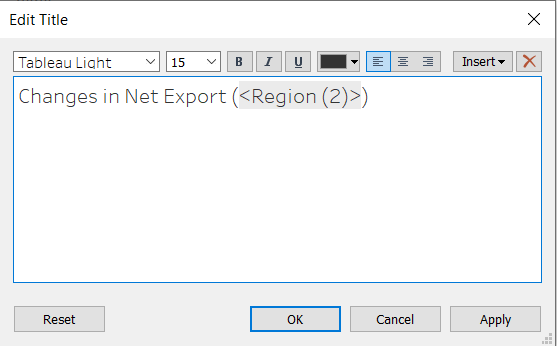 Edit Title
Tableau Light 15 B I U Insert
Changes in Net Export (<Region (2)>)
Reset OK Cancel Apply